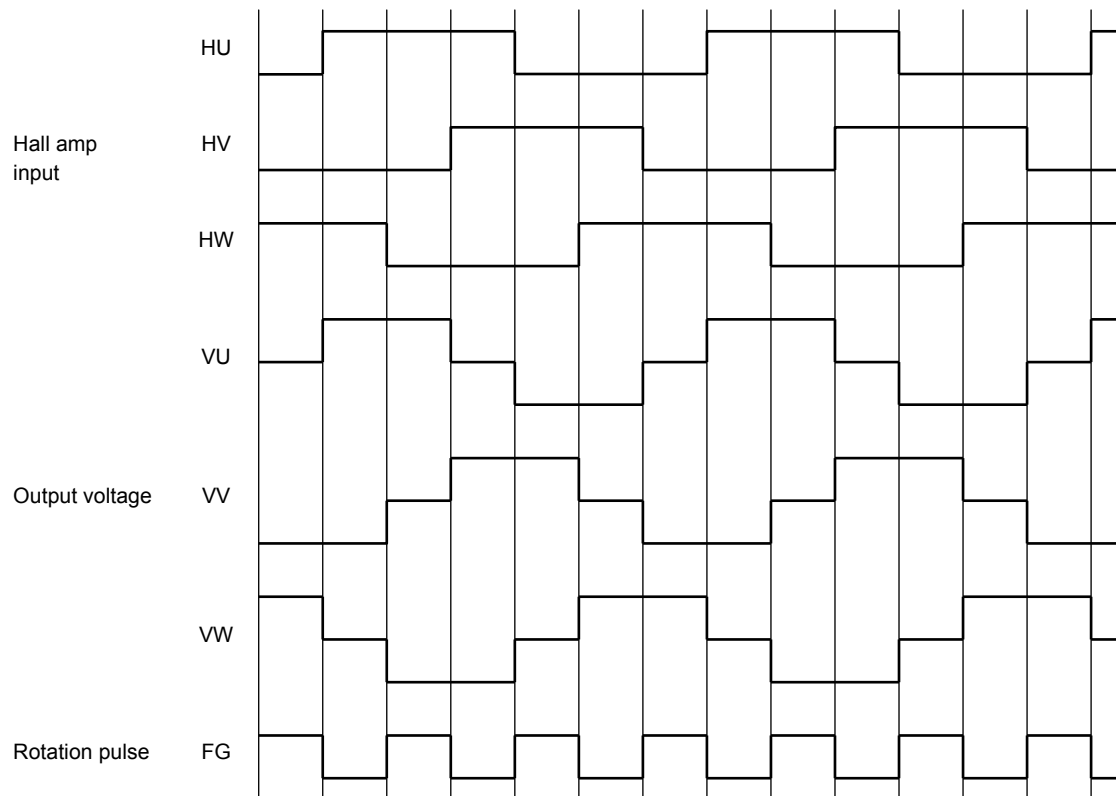 HU
Hall amp
input
HV
HW
VU
Output voltage
VV
VW
Rotation pulse
FG